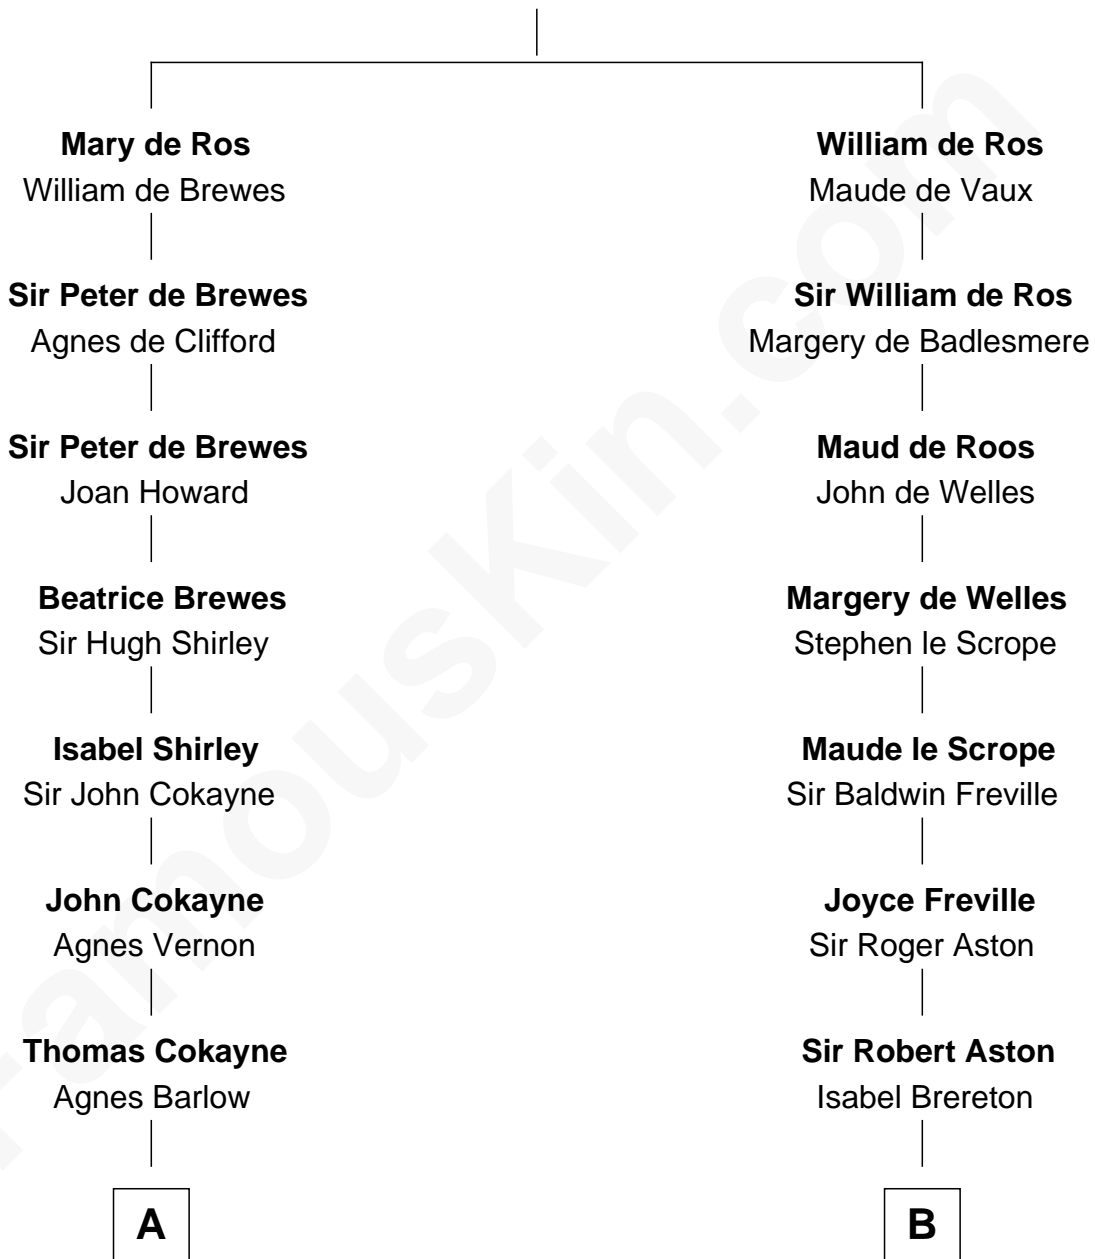 Mary de Ros
William de Brewes
Sir Peter de Brewes
Agnes de Clifford
Sir Peter de Brewes
Joan Howard
Beatrice Brewes
Sir Hugh Shirley
Isabel Shirley
Sir John Cokayne
John Cokayne
Agnes Vernon
Thomas Cokayne
Agnes Barlow
A
William de Ros
Maude de Vaux
Sir William de Ros
Margery de Badlesmere
Maud de Roos
John de Welles
Margery de Welles
Stephen le Scrope
Maude le Scrope
Sir Baldwin Freville
Joyce Freville
Sir Roger Aston
Sir Robert Aston
Isabel Brereton
B
FamousKin.com